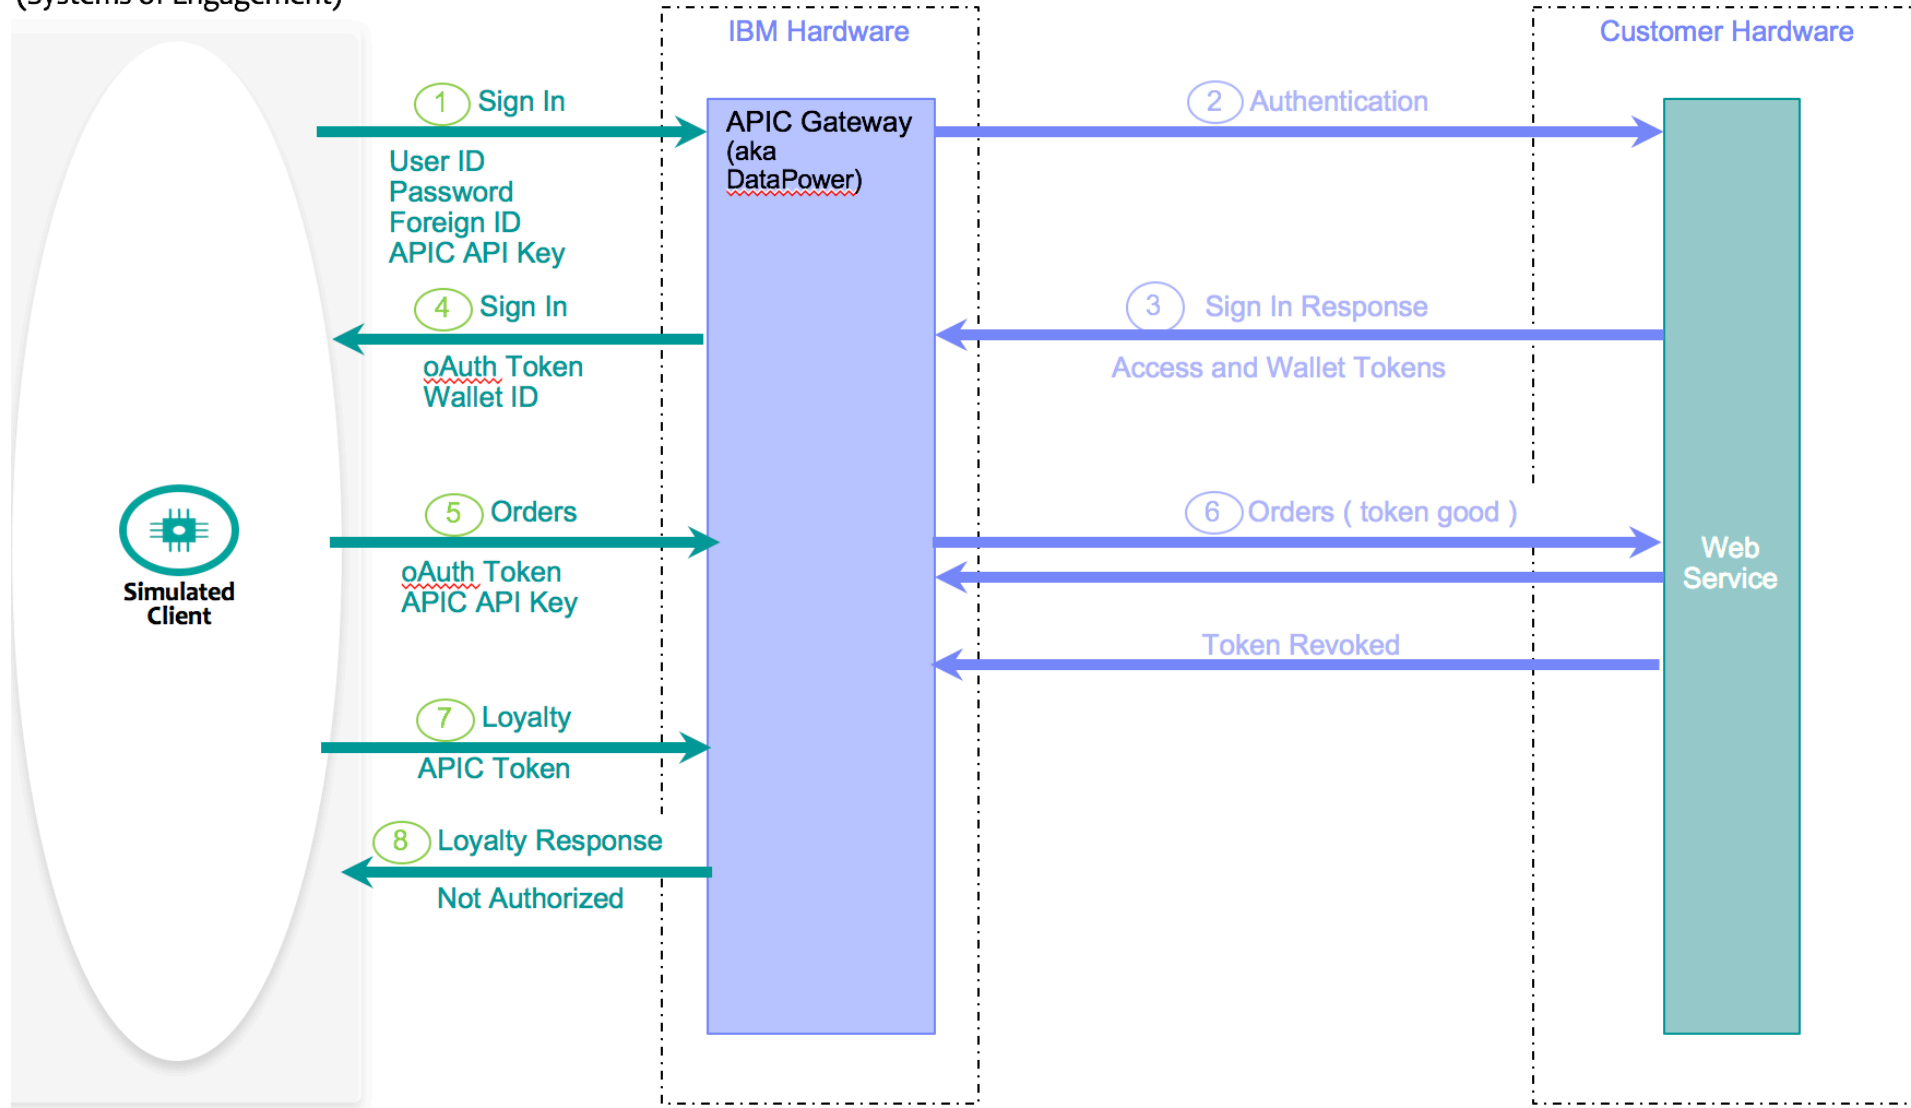 (Systems of Engagement)
IBM Hardware
Customer Hardware
1 Sign In
User ID
Password
Foreign ID
APIC API Key
APIC Gateway
(aka
DataPower)
2 Authentication
4 Sign In
oAuth Token
Wallet ID
3 Sign In Response
Access and Wallet Tokens
Simulated
Client
5 Orders
oAuth Token
APIC API Key
6 Orders ( token good )
Web
Service
Token Revoked
7 Loyalty
APIC Token
8 Loyalty Response
Not Authorized